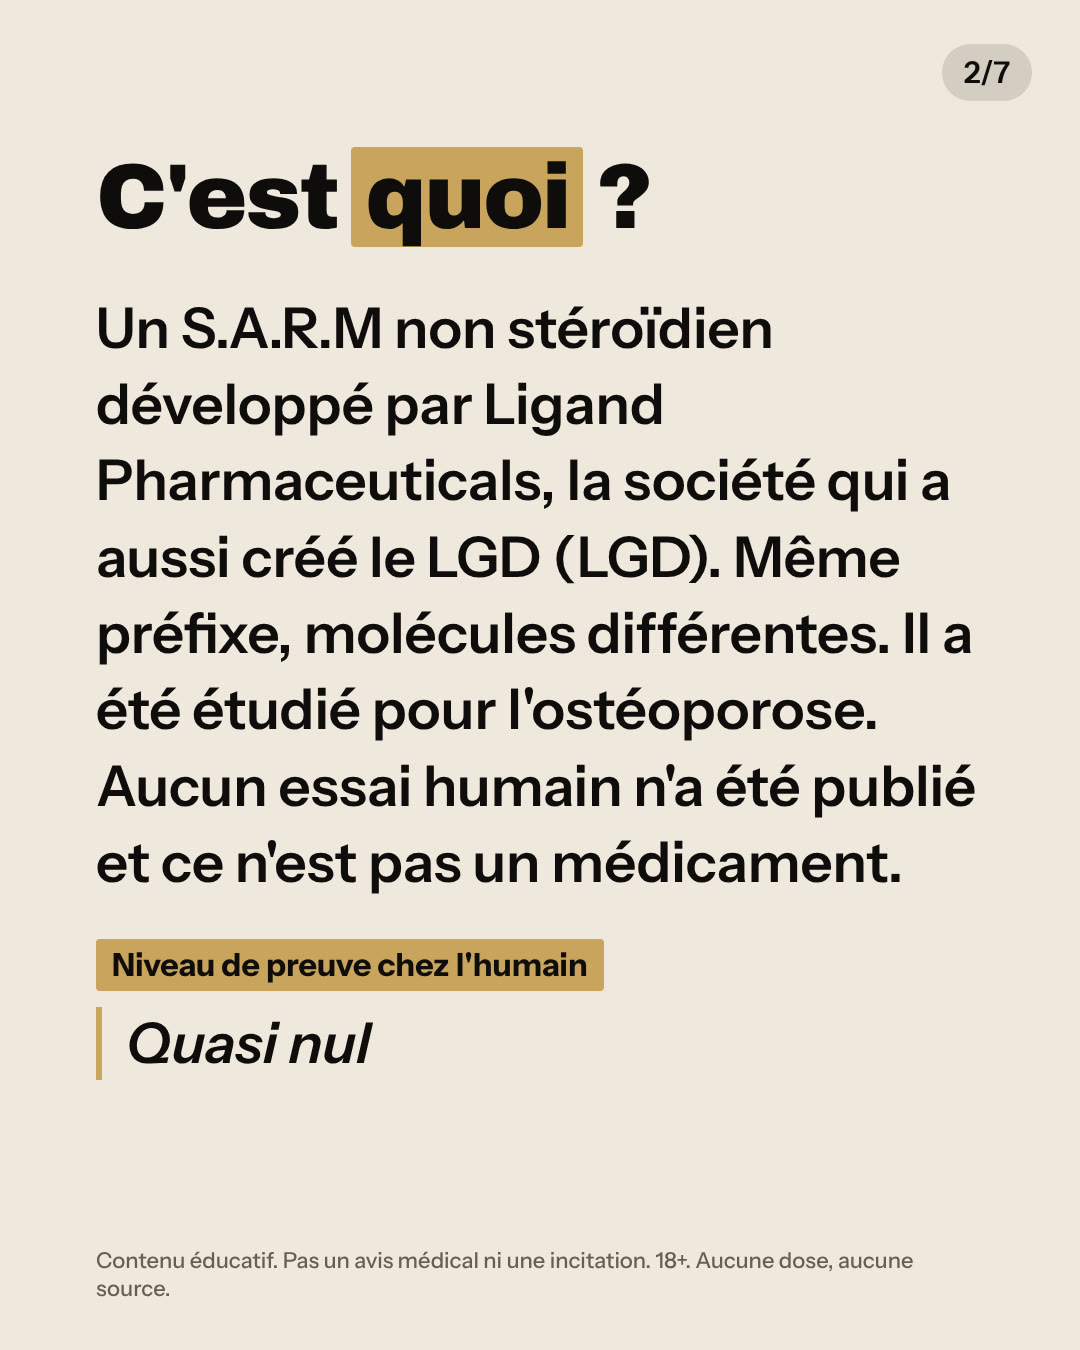 2/7
C'est quoi ?
Un S.A.R.M non stéroïdien
développé par Ligand
Pharmaceuticals, la société qui a
aussi créé le LGD (LGD). Même
préfixe, molécules différentes. Il a
été étudié pour l'ostéoporose.
Aucun essai humain n'a été publié
et ce n'est pas un médicament.
Niveau de preuve chez l'humain
Quasi nul
Contenu éducatif. Pas un avis médical ni une incitation. 18+. Aucune dose, aucune
source.